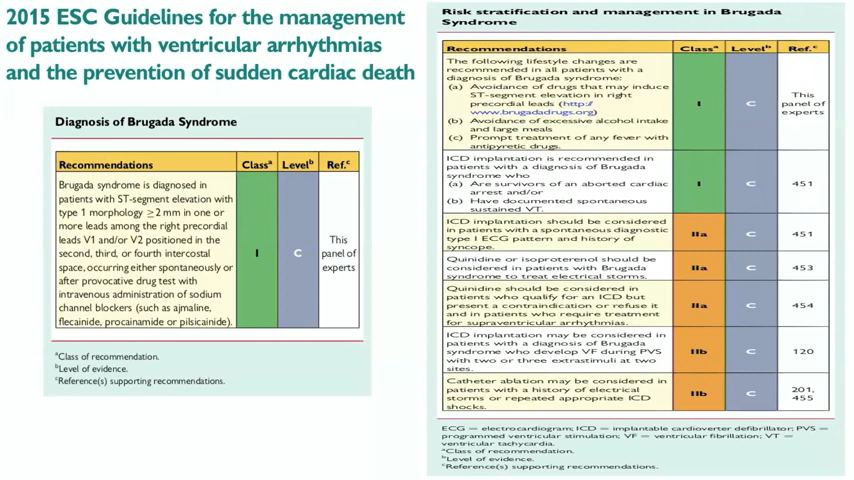 2015 ESC Guidelines for the management
of patients with ventricular arrhythmias
and the prevention of sudden cardiac death
Diagnosis of Brugada Syndrome
Recommendations Classᵃ Levelᵇ Ref.ᶜ
Brugada syndrome is diagnosed in
patients with ST-segment elevation with
type 1 morphology ≥2 mm in one or
more leads among the right precordial
leads V1 and/or V2 positioned in the
second, third, or fourth intercostal
space, occurring either spontaneously or
after provocative drug test with
intravenous administration of sodium
channel blockers (such as ajmaline,
flecainide, procainamide or pilsicainide).
I
C
This
panel of
experts
ᵃClass of recommendation.
ᵇLevel of evidence.
ᶜReference(s) supporting recommendations.
Risk stratification and management in Brugada
Syndrome
Recommendations Classᵃ Levelᵇ Ref.ᶜ
The following lifestyle changes are
recommended in all patients with a
diagnosis of Brugada syndrome:
(a) Avoidance of drugs that may induce
ST-segment elevation in right
precordial leads (http://
www.brugadadrugs.org)
(b) Avoidance of excessive alcohol intake
and large meals
(c) Prompt treatment of any fever with
antipyretic drugs.
I
C
This
panel of
experts
ICD implantation is recommended in
patients with a diagnosis of Brugada
syndrome who
(a) Are survivors of an aborted cardiac
arrest and/or
(b) Have documented spontaneous
sustained VT.
I
C
451
ICD implantation should be considered
in patients with a spontaneous diagnostic
type I ECG pattern and history of
syncope.
IIa
C
451
Quinidine or isoproterenol should be
considered in patients with Brugada
syndrome to treat electrical storms.
IIa
C
453
Quinidine should be considered in
patients who qualify for an ICD but
present a contraindication or refuse it
and in patients who require treatment
for supraventricular arrhythmias.
IIa
C
454
ICD implantation may be considered in
patients with a diagnosis of Brugada
syndrome who develop VF during PVS
with two or three extrastimuli at two
sites.
IIb
C
120
Catheter ablation may be considered in
patients with a history of electrical
storms or repeated appropriate ICD
shocks.
IIb
C
201,
455
ECG = electrocardiogram; ICD = implantable cardioverter defibrillator; PVS =
programmed ventricular stimulation; VF = ventricular fibrillation; VT =
ventricular tachycardia.
ᵃClass of recommendation.
ᵇLevel of evidence.
ᶜReference(s) supporting recommendations.